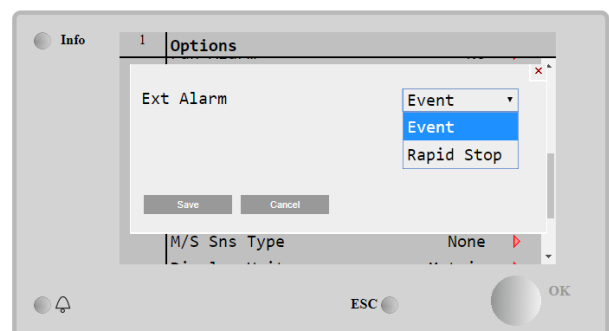 Info
1 Options
Ext Alarm Event
Event
Rapid Stop
Save Cancel
M/S Sns Type None
ESC
OK